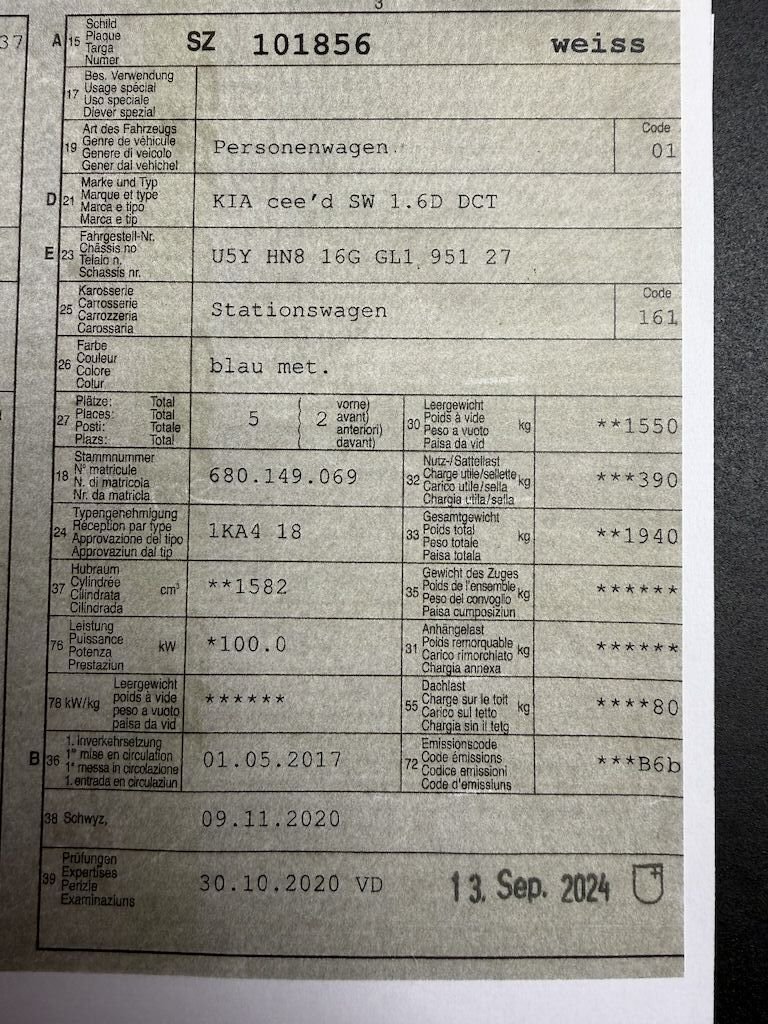 3
37
A 15 Schild
Plaque
Targa
Numer
SZ 101856 weiss
17 Bes. Verwendung
Usage spécial
Uso speciale
Diever spezial
19 Art des Fahrzeugs
Genre de véhicule
Genere di veicolo
Gener dal vehichel
Personenwagen
Code
01
D 21 Marke und Typ
Marque et type
Marca e tipo
Marca e tip
KIA cee'd SW 1.6D DCT
E 23 Fahrgestell-Nr.
Châssis no
Telaio n.
Schassis nr.
U5Y HN8 16G GL1 951 27
25 Karosserie
Carrosserie
Carrozzeria
Carossaria
Stationswagen
Code
161
26 Farbe
Couleur
Colore
Colur
blau met.
27 Plätze: Total
Places: Total
Posti: Totale
Plazs: Total
5 ( 2 vorne)
avant)
anteriori)
davant)
30 Leergewicht
Poids à vide
Peso a vuoto
Paisa da vid
kg
**1550
18 Stammnummer
N° matricule
N. di matricola
Nr. da matricla
680.149.069
32 Nutz-/Sattellast
Charge utile/sellette
Carico utile/sella
Chargia utila/sella
kg
***390
24 Typengenehmigung
Réception par type
Approvazione del tipo
Approvaziun dal tip
1KA4 18
33 Gesamtgewicht
Poids total
Peso totale
Paisa totala
kg
**1940
37 Hubraum
Cylindrée
Cilindrata
Cilindrada
cm³
**1582
35 Gewicht des Zuges
Poids de l'ensemble
Peso del convoglio
Paisa cumposiziun
kg
******
76 Leistung
Puissance
Potenza
Prestaziun
kW
*100.0
31 Anhängelast
Poids remorquable
Carico rimorchiato
Chargia annexa
kg
******
78 kW/kg Leergewicht
poids à vide
peso a vuoto
paisa da vid
******
55 Dachlast
Charge sur le toit
Carico sul tetto
Chargia sin il tetg
kg
****80
B 36 1. Inverkehrsetzung
1re mise en circulation
1a messa in circolazione
1. entrada en circulaziun
01.05.2017
72 Emissionscode
Code émissions
Codice emissioni
Code d'emissiuns
***B6b
38 Schwyz,
09.11.2020
39 Prüfungen
Expertises
Perizie
Examinaziuns
30.10.2020 VD
13. Sep. 2024